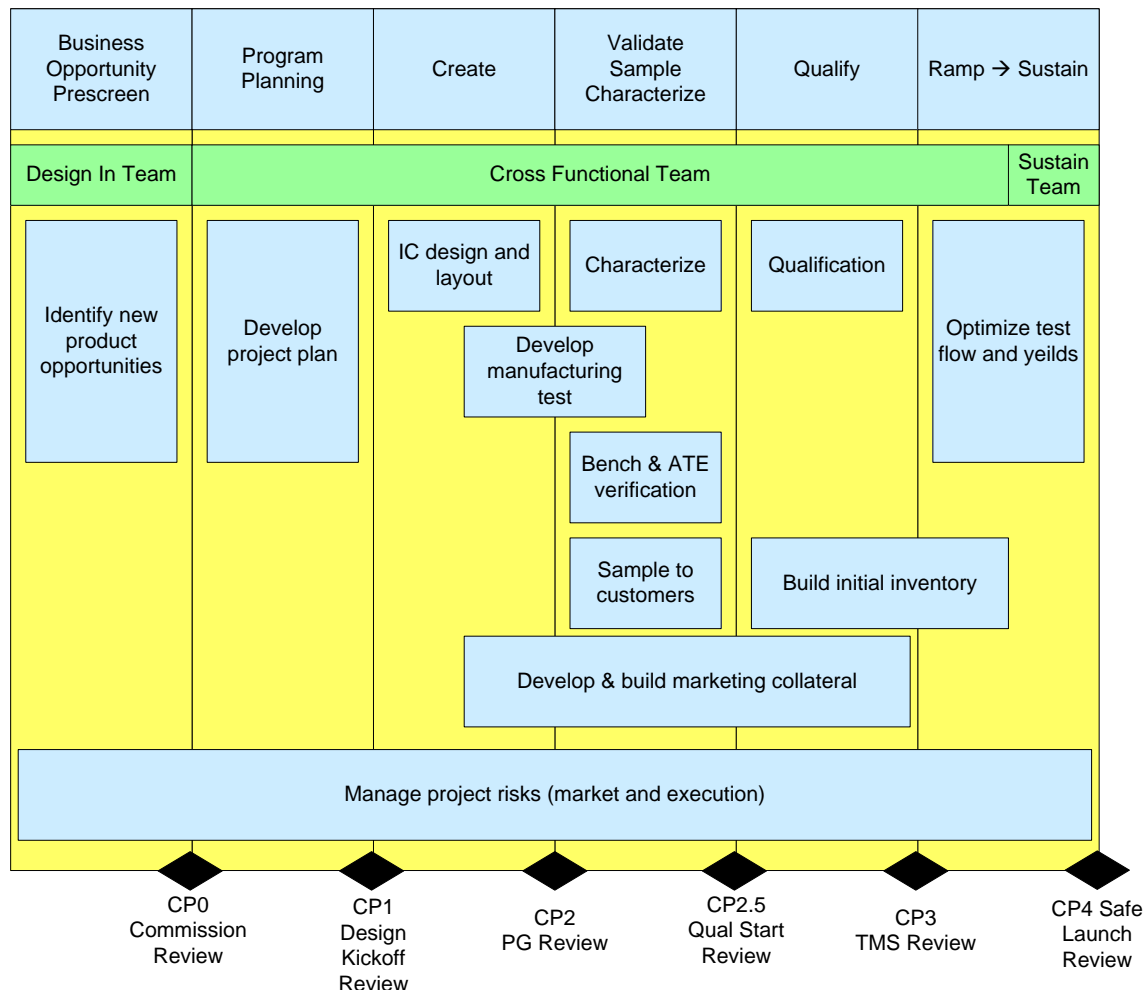 Business
Opportunity
Prescreen
Program
Planning
Create
Validate
Sample
Characterize
Qualify
Ramp → Sustain
Design In Team
Cross Functional Team
Sustain
Team
Identify new
product
opportunities
Develop
project plan
IC design and
layout
Characterize
Qualification
Optimize test
flow and yeilds
Develop
manufacturing
test
Bench & ATE
verification
Sample to
customers
Build initial inventory
Develop & build marketing collateral
Manage project risks (market and execution)
CP0
Commission
Review
CP1
Design
Kickoff
Review
CP2
PG Review
CP2.5
Qual Start
Review
CP3
TMS Review
CP4 Safe
Launch
Review